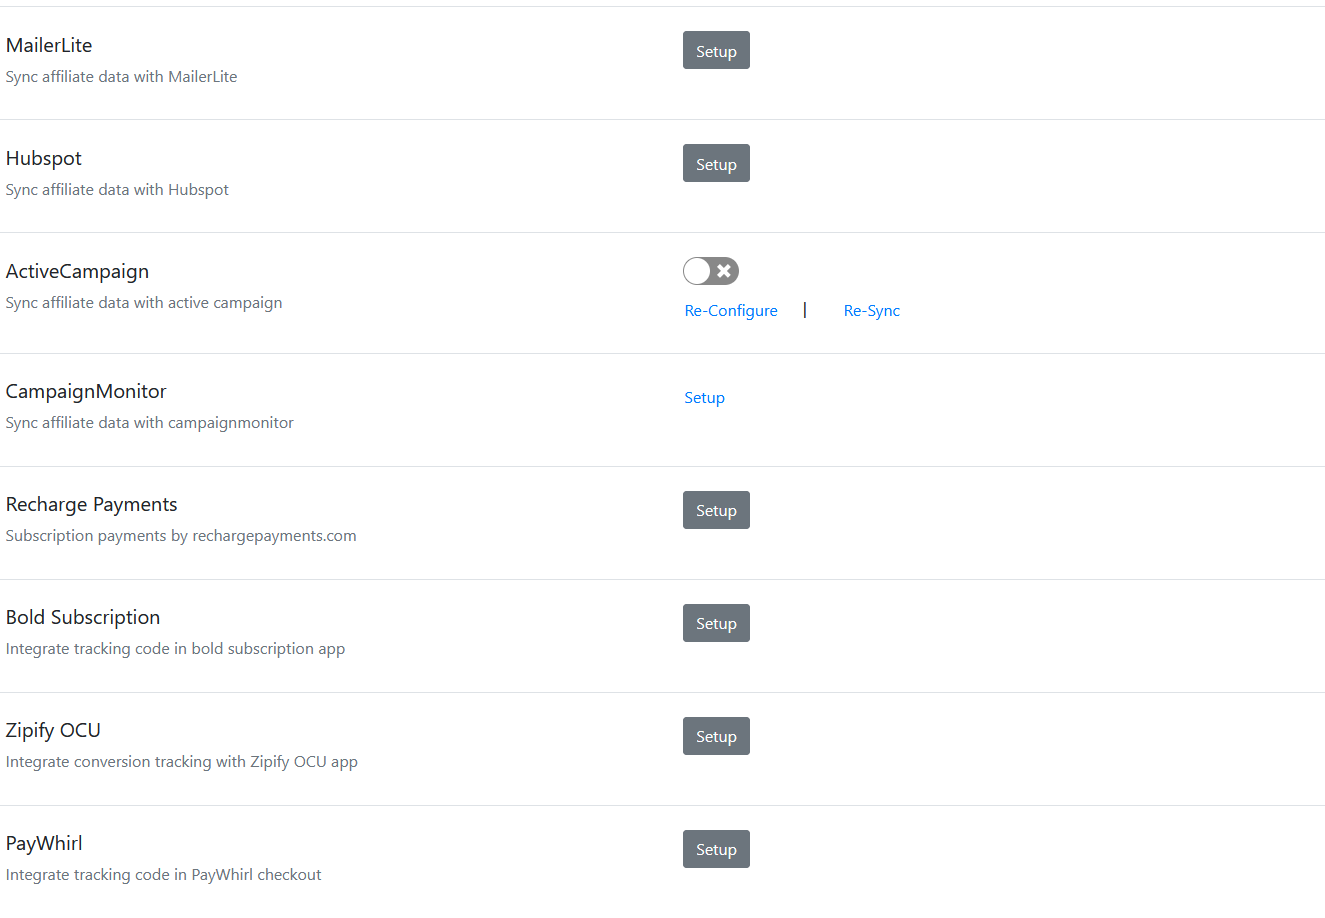 MailerLite
Setup
Sync affiliate data with MailerLite
Hubspot
Setup
Sync affiliate data with Hubspot
ActiveCampaign
Sync affiliate data with active campaign
Re-Configure | Re-Sync
CampaignMonitor
Setup
Sync affiliate data with campaignmonitor
Recharge Payments
Setup
Subscription payments by rechargepayments.com
Bold Subscription
Setup
Integrate tracking code in bold subscription app
Zipify OCU
Setup
Integrate conversion tracking with Zipify OCU app
PayWhirl
Setup
Integrate tracking code in PayWhirl checkout